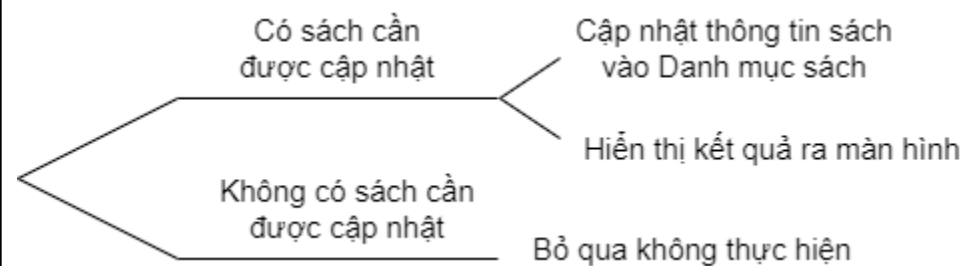 Có sách cần
được cập nhật
Cập nhật thông tin sách
vào Danh mục sách
Hiển thị kết quả ra màn hình
Không có sách cần
được cập nhật
Bỏ qua không thực hiện